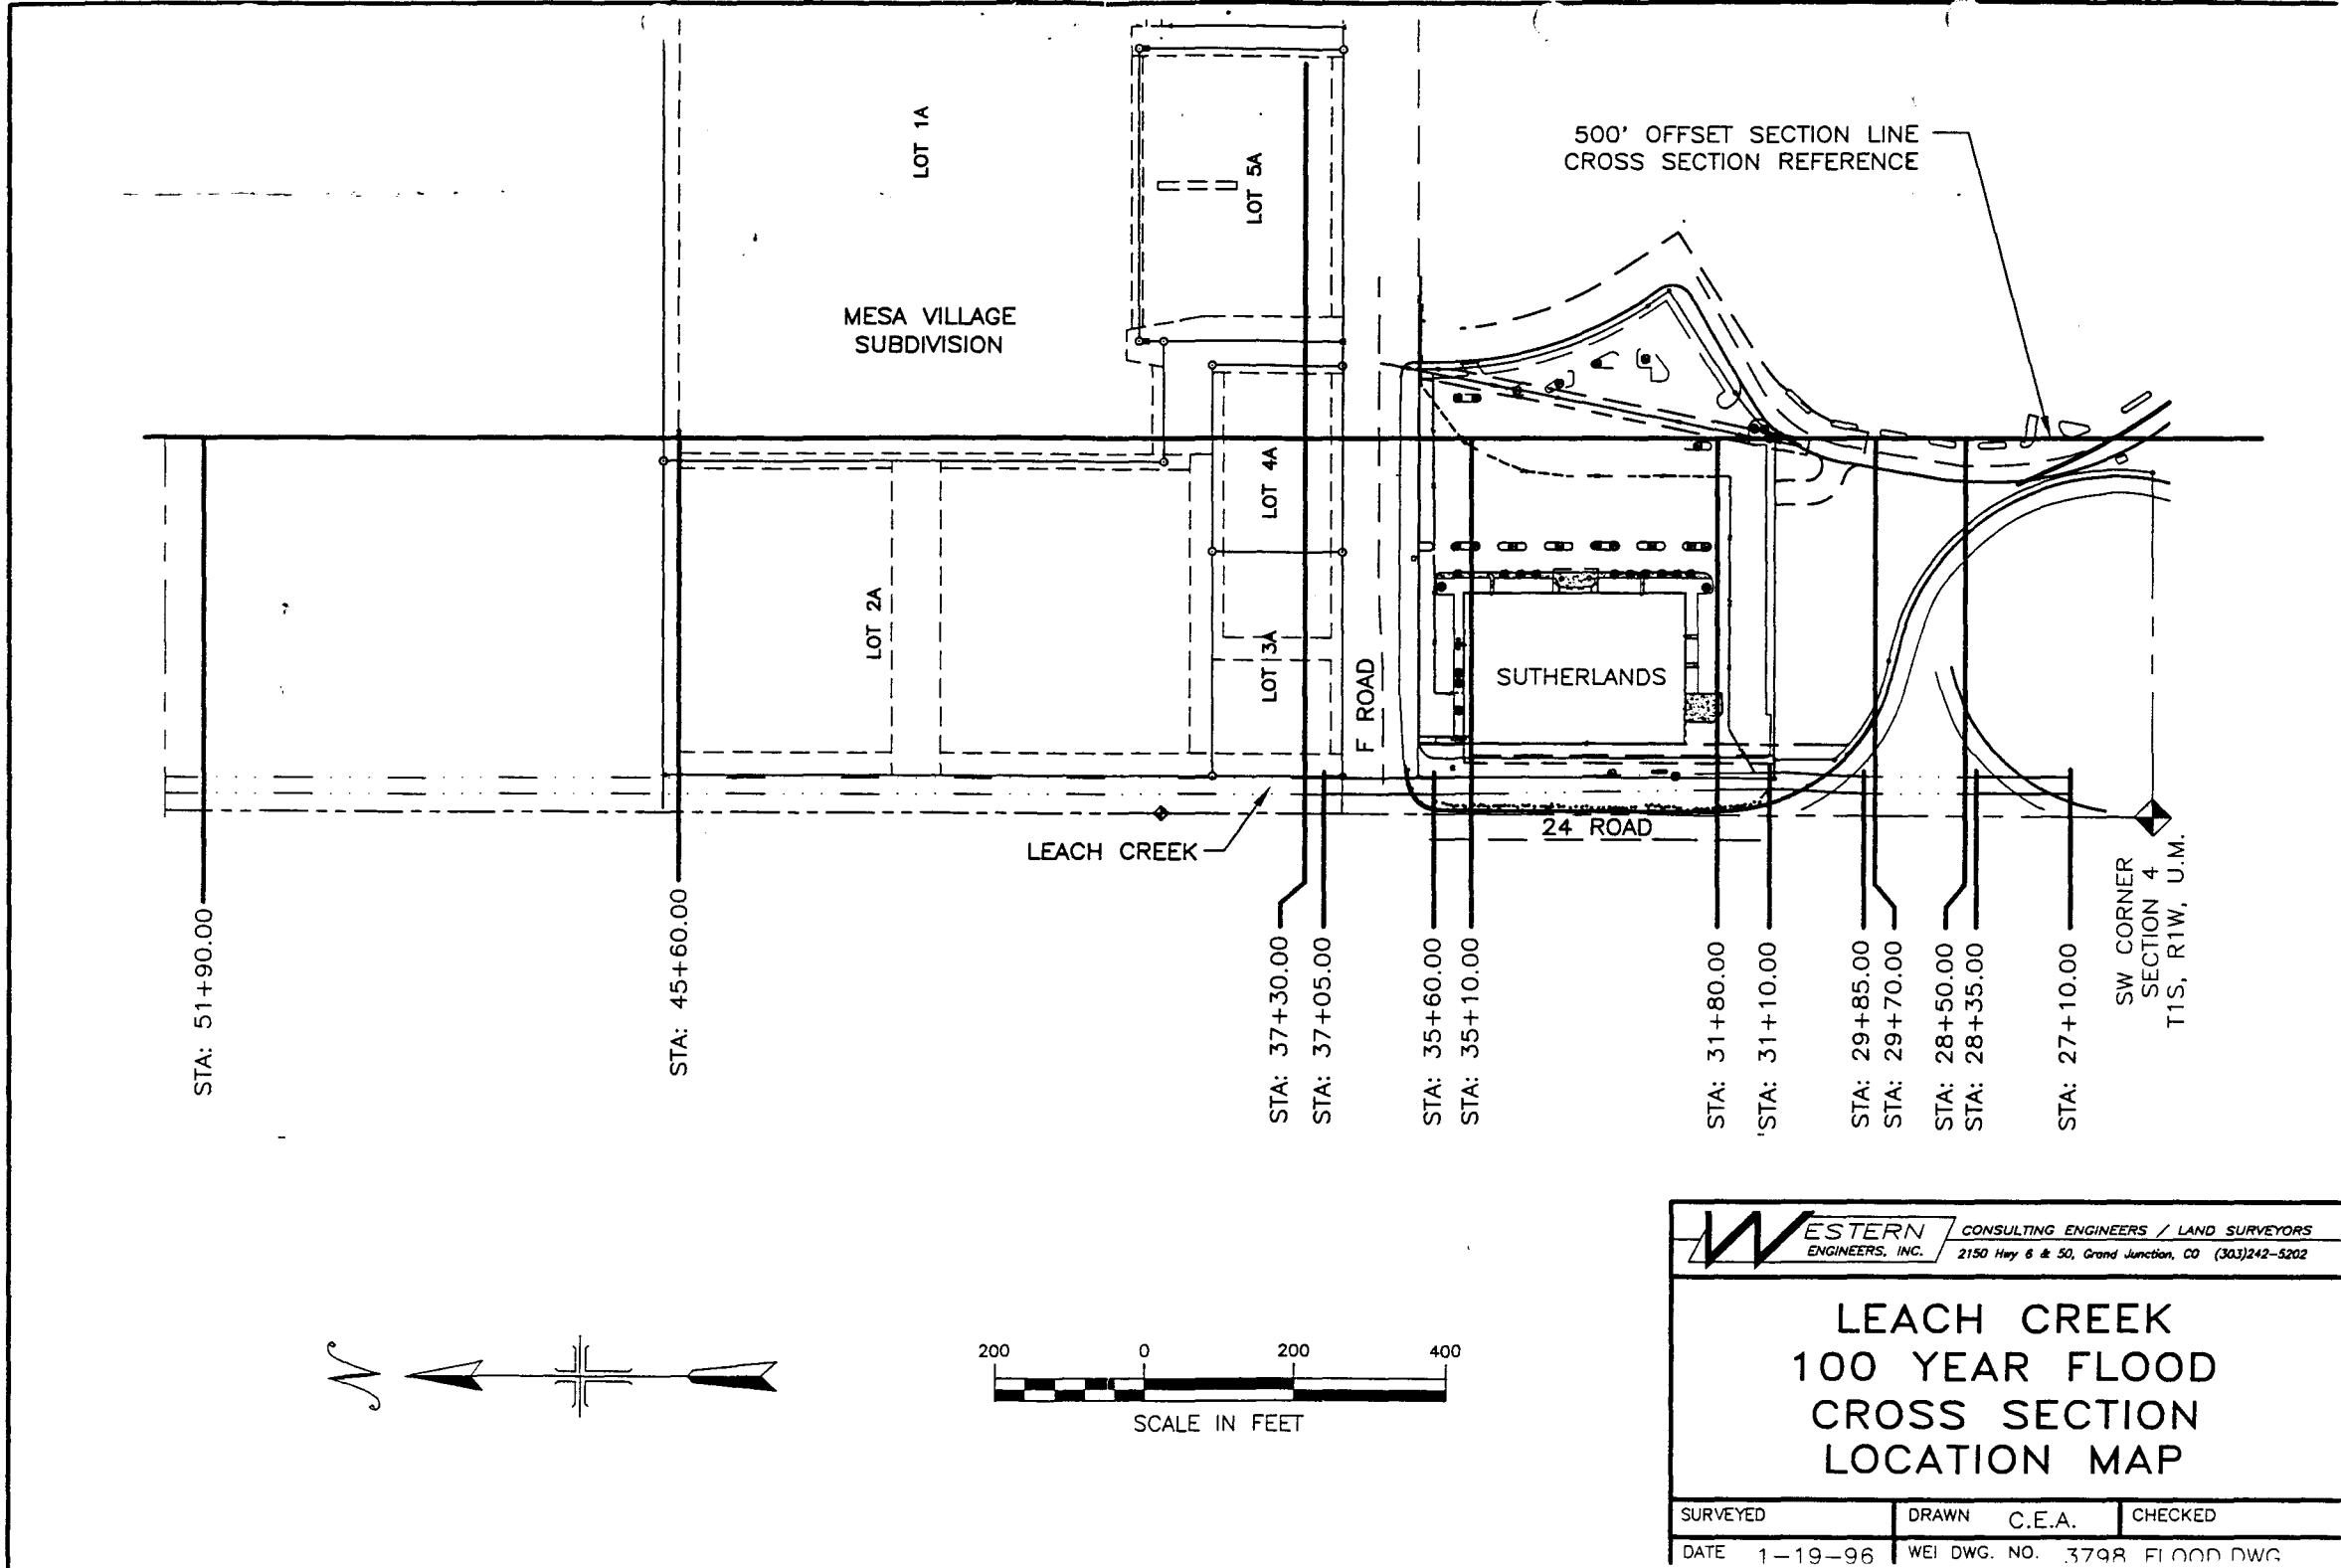 LOT 1A
LOT 5A
500' OFFSET SECTION LINE
CROSS SECTION REFERENCE
MESA VILLAGE
SUBDIVISION
LOT 4A
LOT 2A
LOT 3A
F ROAD
SUTHERLANDS
24 ROAD
LEACH CREEK
STA: 51+90.00
STA: 45+60.00
STA: 37+30.00
STA: 37+05.00
STA: 35+60.00
STA: 35+10.00
STA: 31+80.00
STA: 31+10.00
STA: 29+85.00
STA: 29+70.00
STA: 28+50.00
STA: 28+35.00
STA: 27+10.00
SW CORNER
SECTION 4
T1S, R1W, U.M.
N
200 0 200 400
SCALE IN FEET
WESTERN
ENGINEERS, INC.
CONSULTING ENGINEERS / LAND SURVEYORS
2150 Hwy 6 & 50, Grand Junction, CO (303)242-5202
LEACH CREEK
100 YEAR FLOOD
CROSS SECTION
LOCATION MAP
SURVEYED
DRAWN C.E.A.
CHECKED
DATE 1-19-96
WEI DWG. NO. 3798 FLOOD.DWG